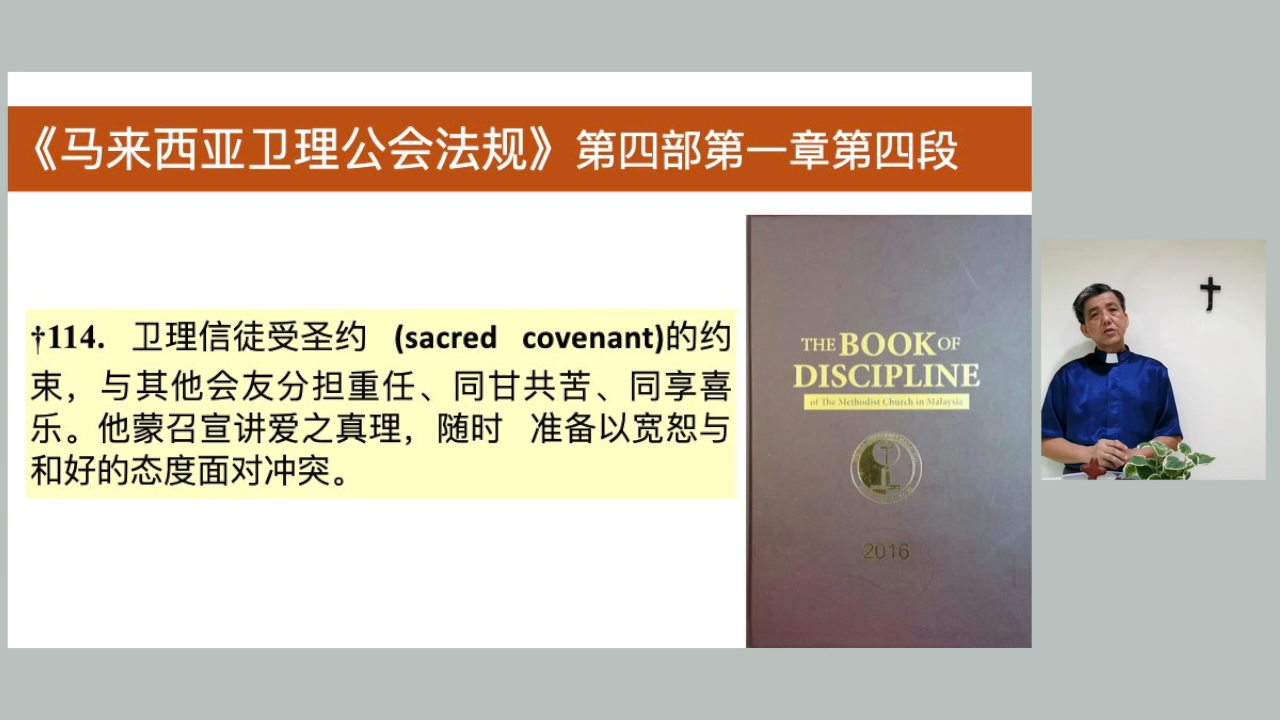 《马来西亚卫理公会法规》第四部第一章第四段
†114. 卫理信徒受圣约 (sacred covenant)的约
束，与其他会友分担重任、同甘共苦、同享喜
乐。他蒙召宣讲爱之真理，随时 准备以宽恕与
和好的态度面对冲突。
THE BOOK OF
DISCIPLINE
of The Methodist Church in Malaysia
2016